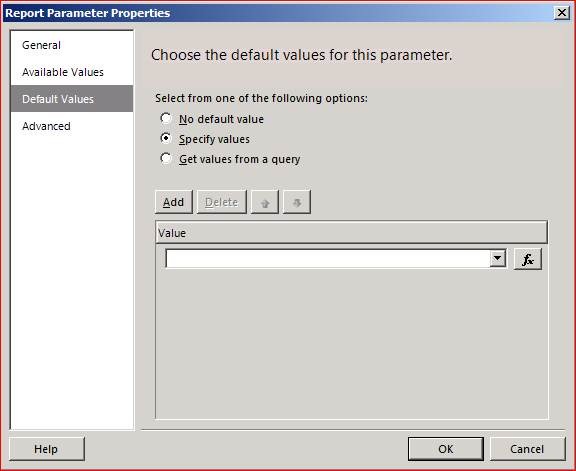 Report Parameter Properties
General
Available Values
Default Values
Advanced
Choose the default values for this parameter.
Select from one of the following options:
No default value
Specify values
Get values from a query
Add Delete
Value
fx
Help OK Cancel